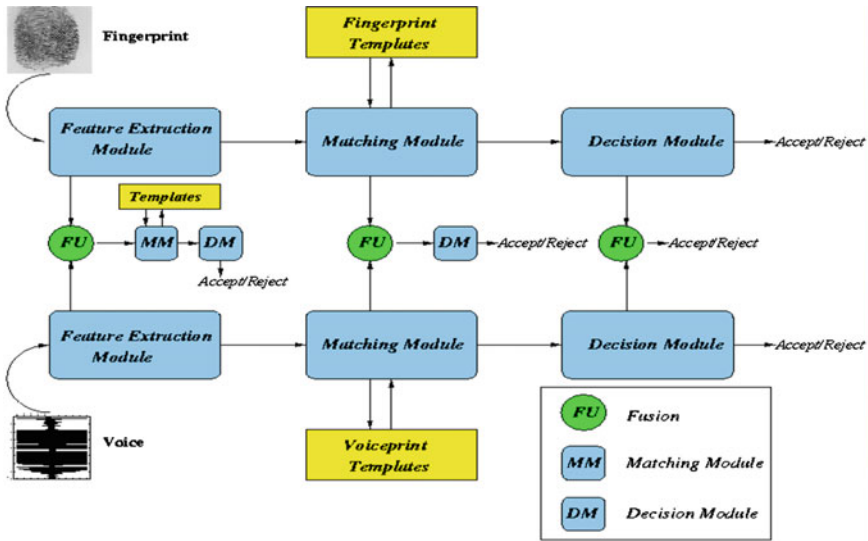 Fingerprint
Fingerprint
Templates
Feature Extraction
Module
Matching Module
Decision Module
Accept/Reject
Templates
FU
MM
DM
Accept/Reject
FU
DM
Accept/Reject
FU
Accept/Reject
Feature Extraction
Module
Matching Module
Decision Module
Accept/Reject
Voice
Voiceprint
Templates
FU
Fusion
MM
Matching Module
DM
Decision Module